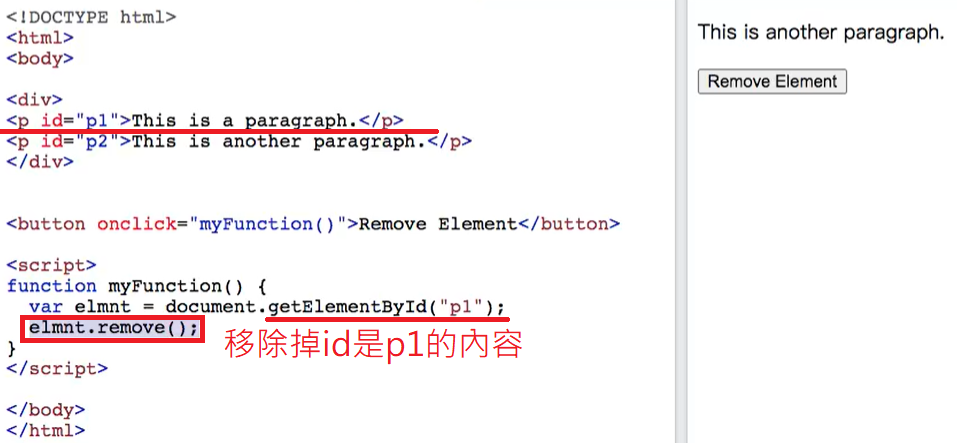 <!DOCTYPE html>
<html>
<body>
<div>
<p id="p1">This is a paragraph.</p>
<p id="p2">This is another paragraph.</p>
</div>
<button onclick="myFunction()">Remove Element</button>
<script>
function myFunction() {
  var elmnt = document.getElementById("p1");
  elmnt.remove();
移除掉id是p1的內容
}
</script>
</body>
</html>
This is another paragraph.
Remove Element